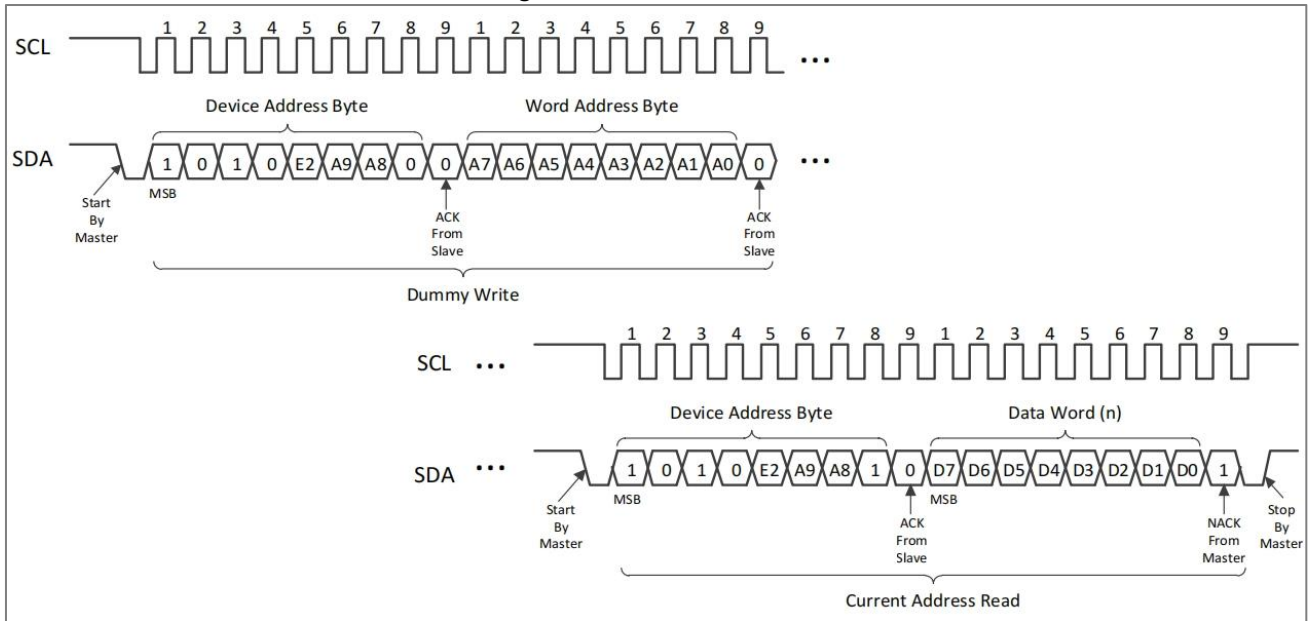 1 2 3 4 5 6 7 8 9 1 2 3 4 5 6 7 8 9
SCL
•••
Device Address Byte Word Address Byte
SDA
1 0 1 0 E2 A9 A8 0 0 A7 A6 A5 A4 A3 A2 A1 A0 0
•••
MSB
Start
By
Master
ACK
From
Slave
ACK
From
Slave
Dummy Write
1 2 3 4 5 6 7 8 9 1 2 3 4 5 6 7 8 9
SCL •••
Device Address Byte Data Word (n)
SDA •••
1 0 1 0 E2 A9 A8 1 0 D7 D6 D5 D4 D3 D2 D1 D0 1
MSB MSB
Start
By
Master
ACK
From
Slave
NACK
From
Master
Stop
By
Master
Current Address Read